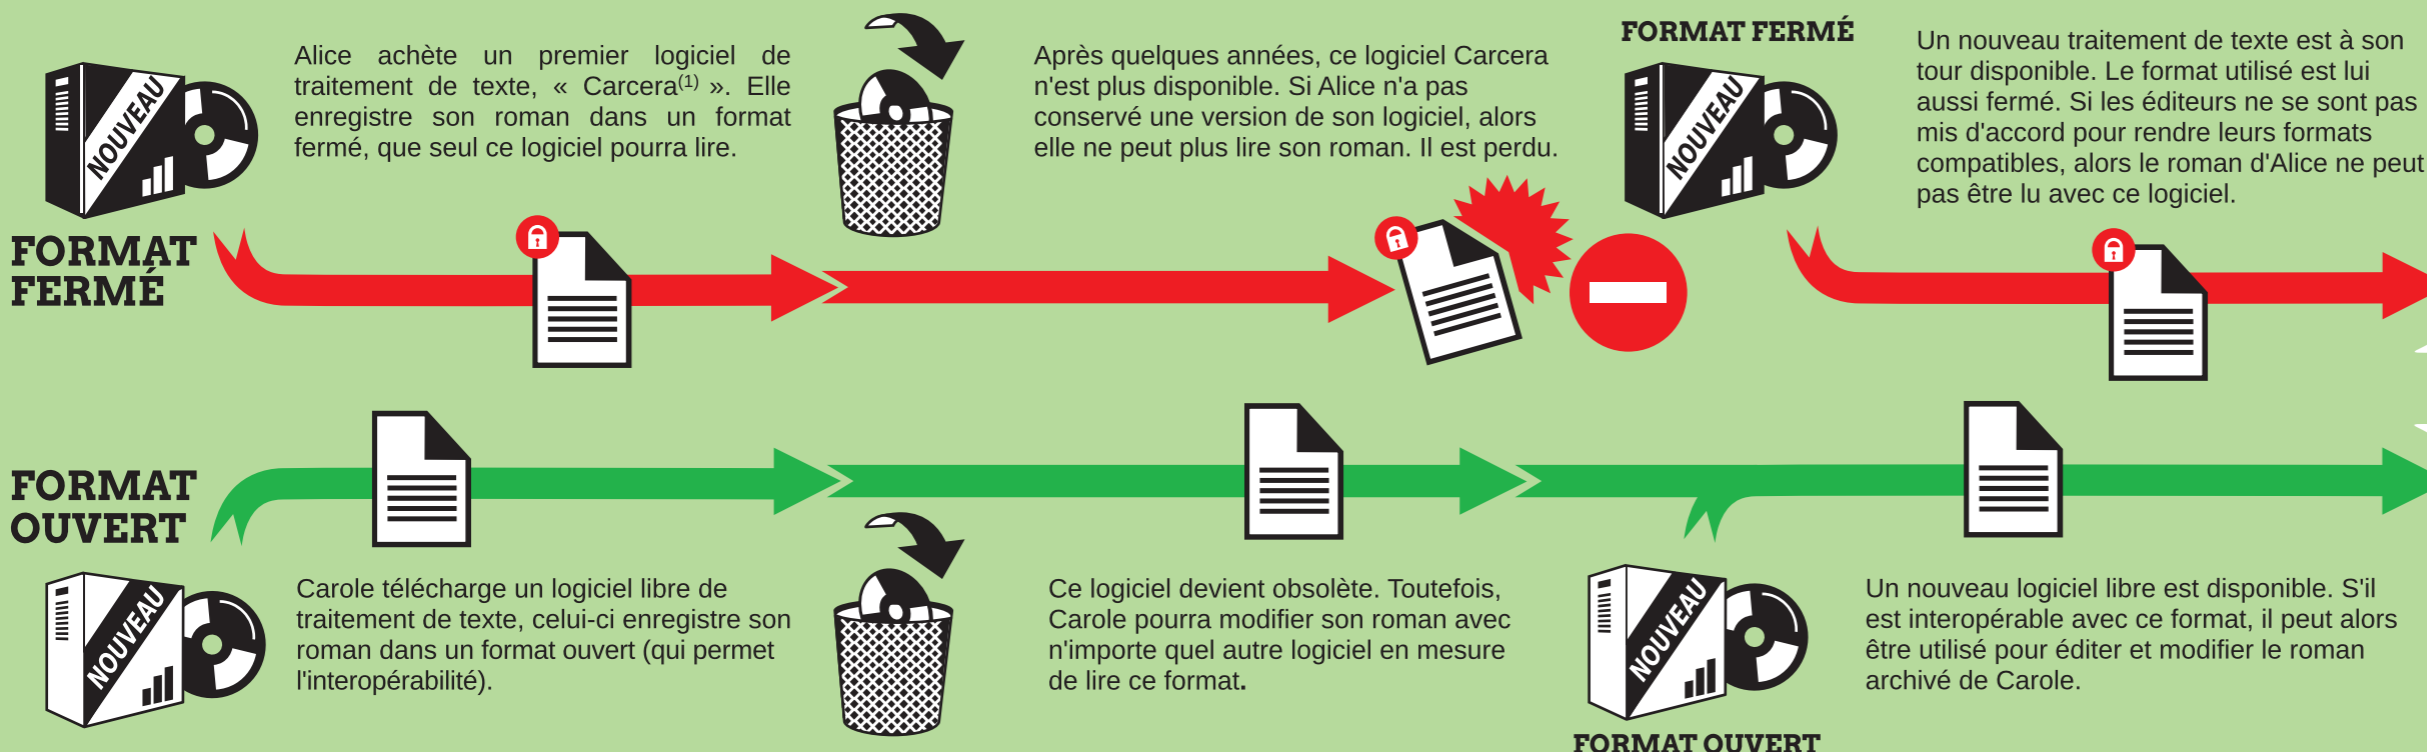 NOUVEAU
Alice achète un premier logiciel de
traitement de texte, « Carcera(1) ». Elle
enregistre son roman dans un format
fermé, que seul ce logiciel pourra lire.
Après quelques années, ce logiciel Carcera
n'est plus disponible. Si Alice n'a pas
conservé une version de son logiciel, alors
elle ne peut plus lire son roman. Il est perdu.
FORMAT FERMÉ
NOUVEAU
Un nouveau traitement de texte est à son
tour disponible. Le format utilisé est lui
aussi fermé. Si les éditeurs ne se sont pas
mis d'accord pour rendre leurs formats
compatibles, alors le roman d'Alice ne peut
pas être lu avec ce logiciel.
FORMAT
FERMÉ
FORMAT
OUVERT
NOUVEAU
Carole télécharge un logiciel libre de
traitement de texte, celui-ci enregistre son
roman dans un format ouvert (qui permet
l'interopérabilité).
Ce logiciel devient obsolète. Toutefois,
Carole pourra modifier son roman avec
n'importe quel autre logiciel en mesure
de lire ce format.
NOUVEAU
FORMAT OUVERT
Un nouveau logiciel libre est disponible. S'il
est interopérable avec ce format, il peut alors
être utilisé pour éditer et modifier le roman
archivé de Carole.